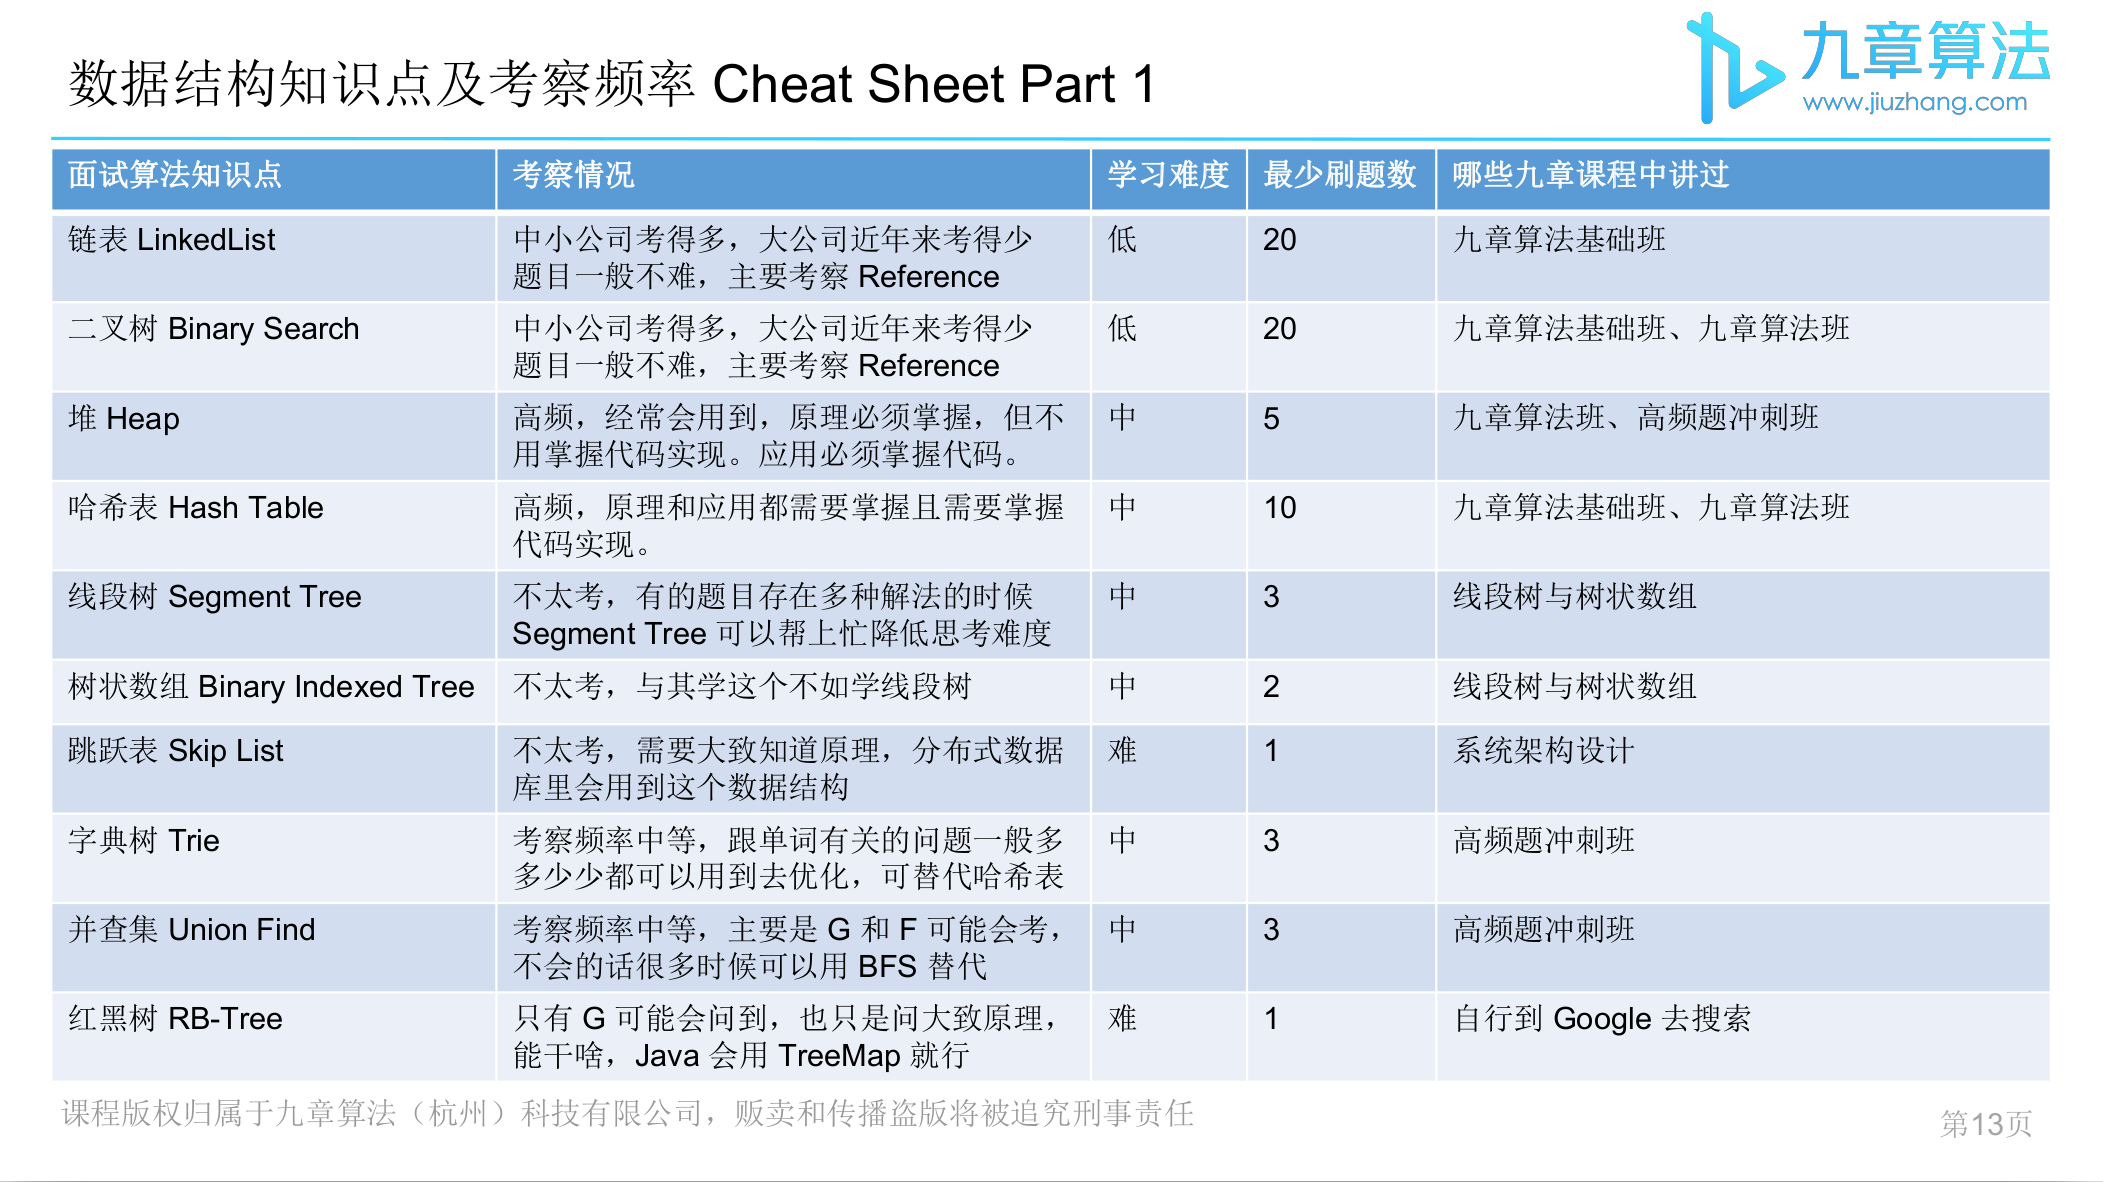 数据结构知识点及考察频率 Cheat Sheet Part 1
九章算法
www.jiuzhang.com
面试算法知识点 考察情况 学习难度 最少刷题数 哪些九章课程中讲过
链表 LinkedList 中小公司考得多，大公司近年来考得少 低 20 九章算法基础班
题目一般不难，主要考察 Reference
二叉树 Binary Search 中小公司考得多，大公司近年来考得少 低 20 九章算法基础班、九章算法班
题目一般不难，主要考察 Reference
堆 Heap 高频，经常会用到，原理必须掌握，但不 中 5 九章算法班、高频题冲刺班
用掌握代码实现。应用必须掌握代码。
哈希表 Hash Table 高频，原理和应用都需要掌握且需要掌握 中 10 九章算法基础班、九章算法班
代码实现。
线段树 Segment Tree 不太考，有的题目存在多种解法的时候 中 3 线段树与树状数组
Segment Tree 可以帮上忙降低思考难度
树状数组 Binary Indexed Tree 不太考，与其学这个不如学线段树 中 2 线段树与树状数组
跳跃表 Skip List 不太考，需要大致知道原理，分布式数据 难 1 系统架构设计
库里会用到这个数据结构
字典树 Trie 考察频率中等，跟单词有关的问题一般多 中 3 高频题冲刺班
多少少都可以用到去优化，可替代哈希表
并查集 Union Find 考察频率中等，主要是 G 和 F 可能会考， 中 3 高频题冲刺班
不会的话很多时候可以用 BFS 替代
红黑树 RB-Tree 只有 G 可能会问到，也只是问大致原理， 难 1 自行到 Google 去搜索
能干啥，Java 会用 TreeMap 就行
课程版权归属于九章算法（杭州）科技有限公司，贩卖和传播盗版将被追究刑事责任
第13页